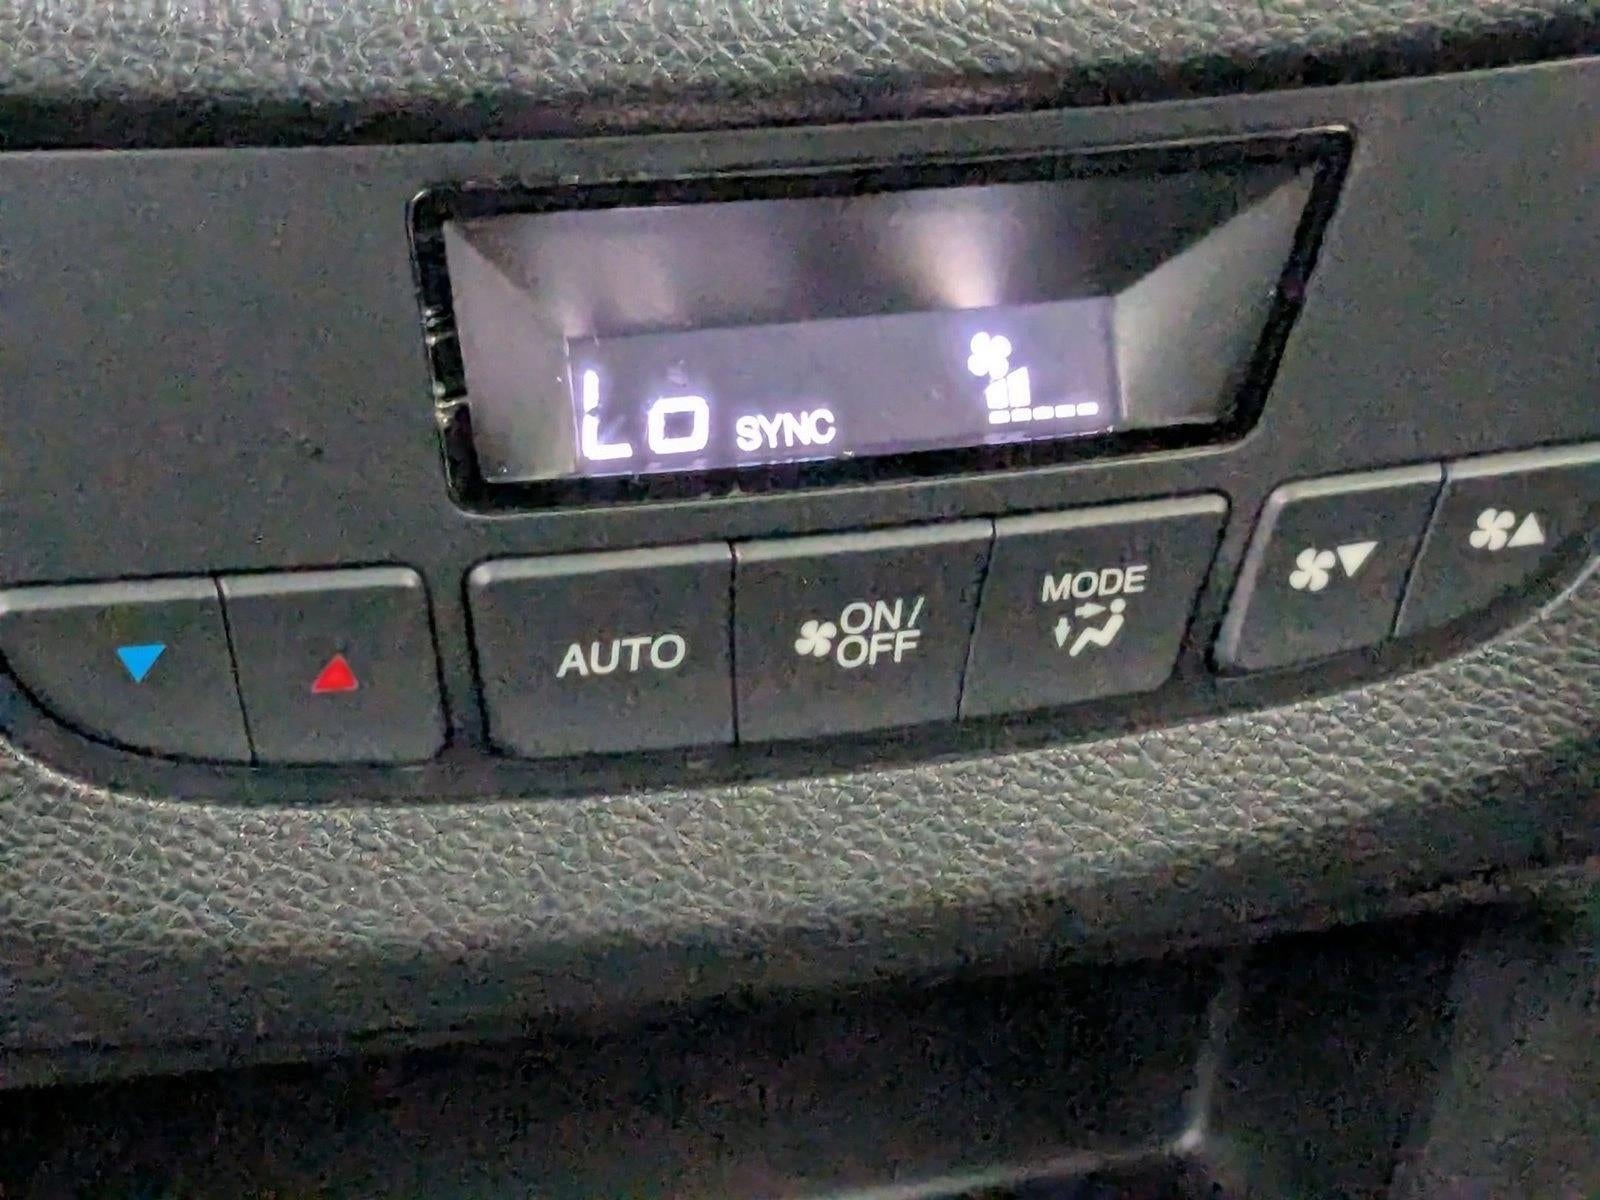 LO SYNC
AUTO
ON/
OFF
MODE